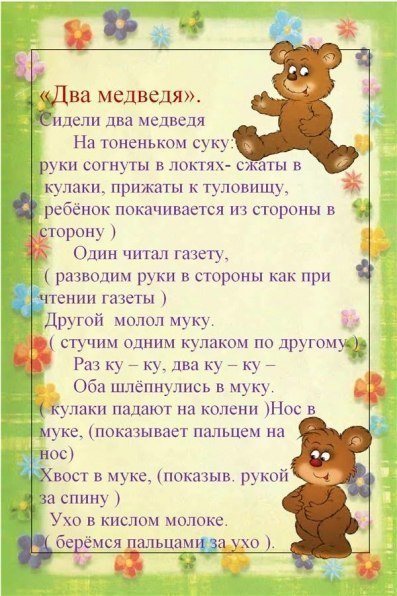 «Два медведя».
Сидели два медведя
На тоненьком суку:
руки согнуты в локтях- сжаты в
кулаки, прижаты к туловищу,
ребёнок покачивается из стороны в
сторону )
Один читал газету,
( разводим руки в стороны как при
чтении газеты )
Другой молол муку.
( стучим одним кулаком по другому )
Раз ку – ку, два ку – ку –
Оба шлёпнулись в муку.
( кулаки падают на колени )Нос в
муке, (показывает пальцем на
нос)
Хвост в муке, (показыв. рукой
за спину )
Ухо в кислом молоке.
( берёмся пальцами за ухо ).